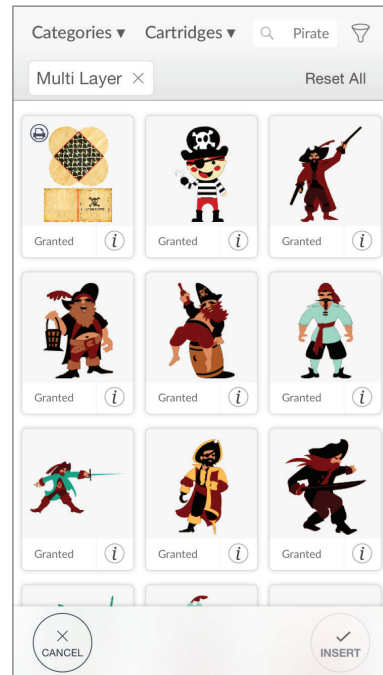 Categories ▾ Cartridges ▾ Pirate
Multi Layer × Reset All
Granted i Granted i Granted i
Granted i Granted i Granted i
Granted i Granted i Granted i
CANCEL INSERT